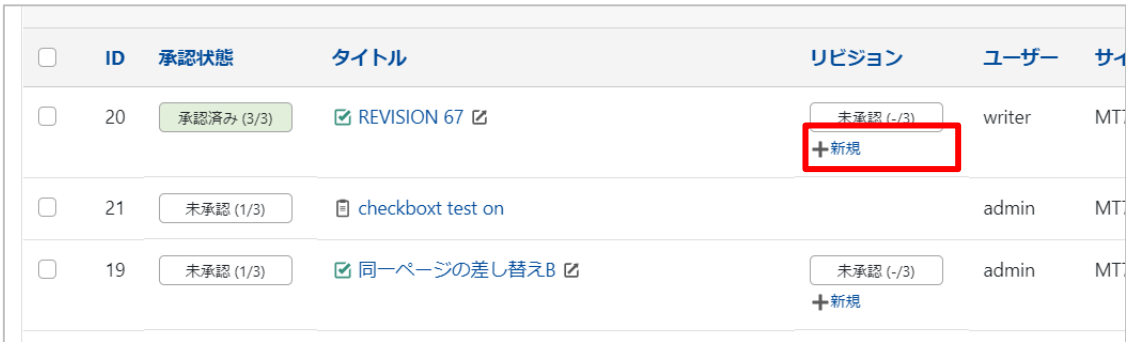 ID 承認状態 タイトル リビジョン ユーザー
20 承認済み (3/3) REVISION 67 未承認 (-/3) writer
新規
21 未承認 (1/3) checkboxt test on admin
19 未承認 (1/3) 同一ページの差し替えB 未承認 (-/3) admin
新規